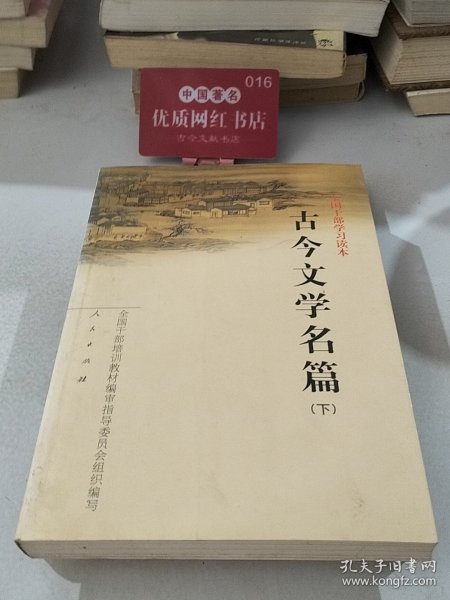 016
中国著名
优质网红书店
古今文献书店
全国干部学习读本
古今文学名篇
(下)
全国干部培训教材编审指导委员会组织编写
人民出版社
孔夫子旧书网
www.kongfz.com